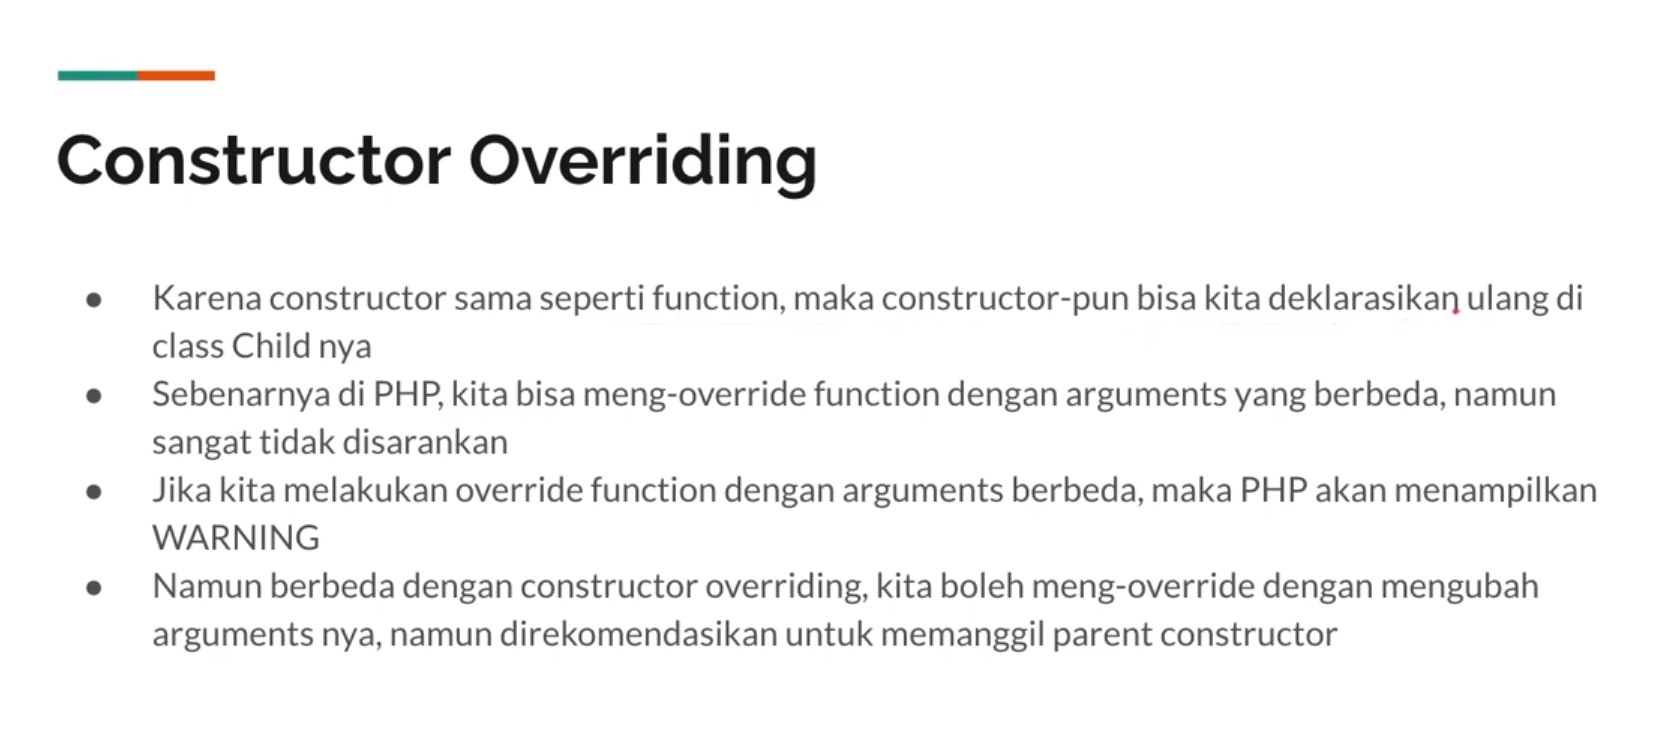 Constructor Overriding
● Karena constructor sama seperti function, maka constructor-pun bisa kita deklarasikan ulang di
class Child nya
● Sebenarnya di PHP, kita bisa meng-override function dengan arguments yang berbeda, namun
sangat tidak disarankan
● Jika kita melakukan override function dengan arguments berbeda, maka PHP akan menampilkan
WARNING
● Namun berbeda dengan constructor overriding, kita boleh meng-override dengan mengubah
arguments nya, namun direkomendasikan untuk memanggil parent constructor